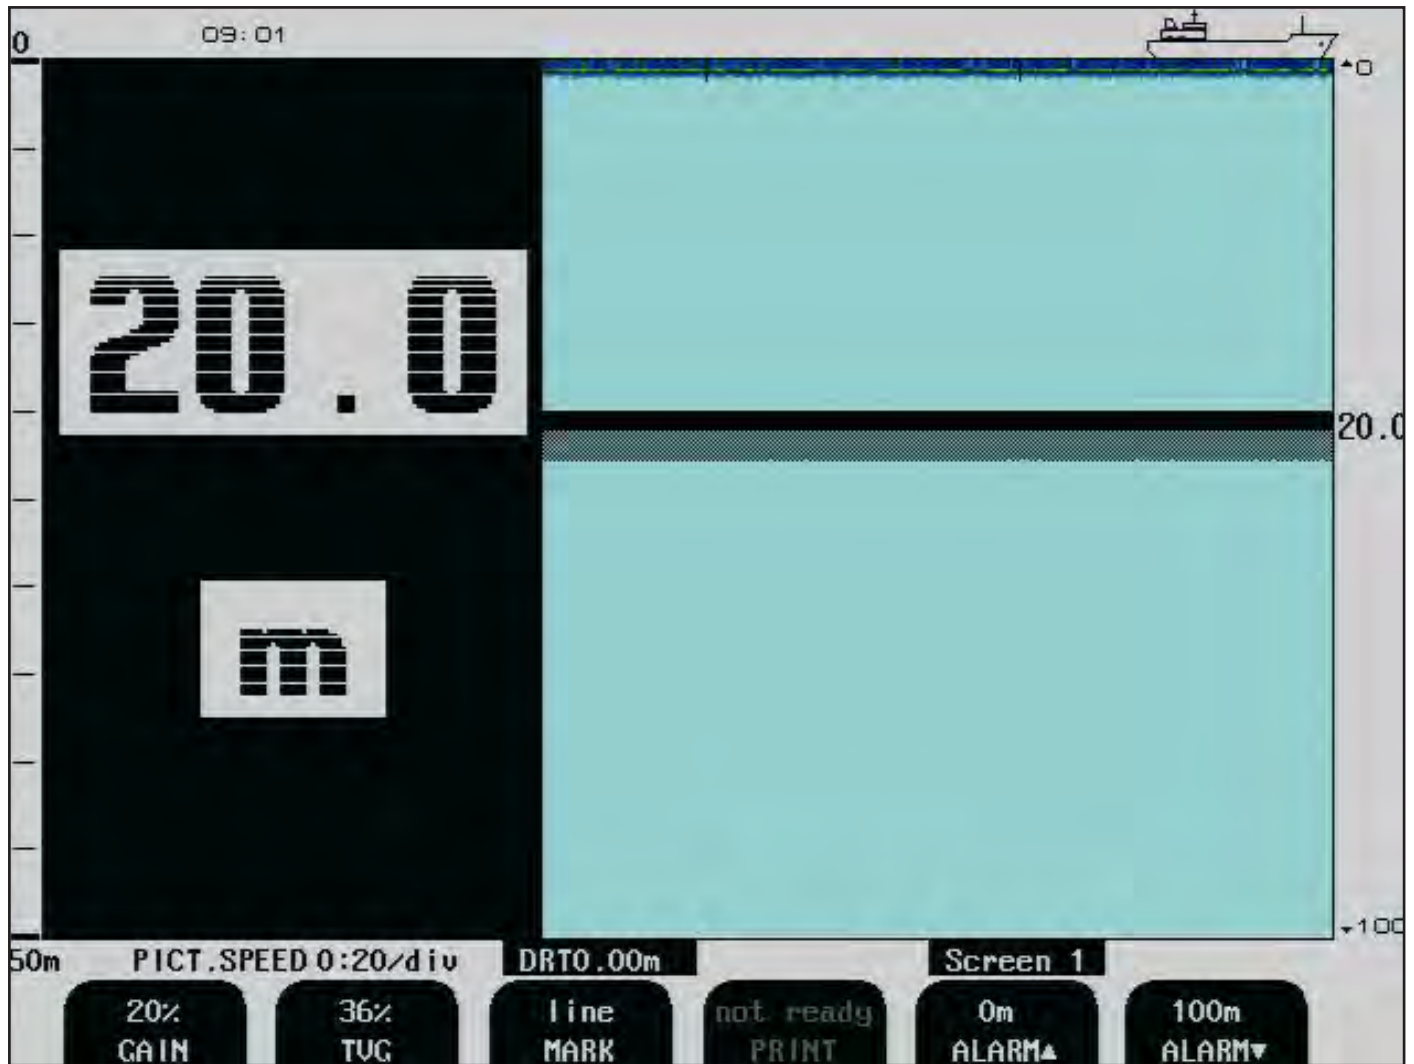 0
09:01
▲0
20.0
20.0
m
▼100
50m PICT.SPEED 0:20/div DRT0.00m Screen 1
20% 36% line not ready 0m 100m
GAIN TVG MARK PRINT ALARM▲ ALARM▼